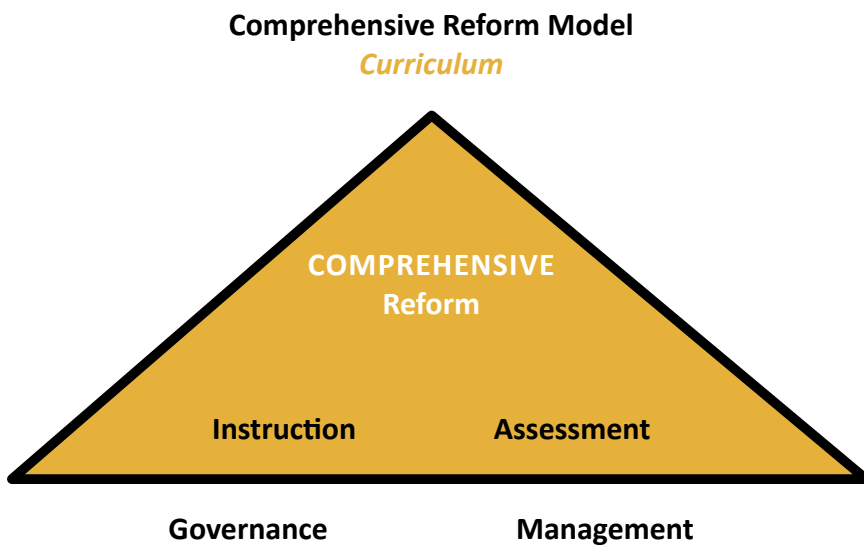 Comprehensive Reform Model
Curriculum
COMPREHENSIVE
Reform
Instruction Assessment
Governance Management